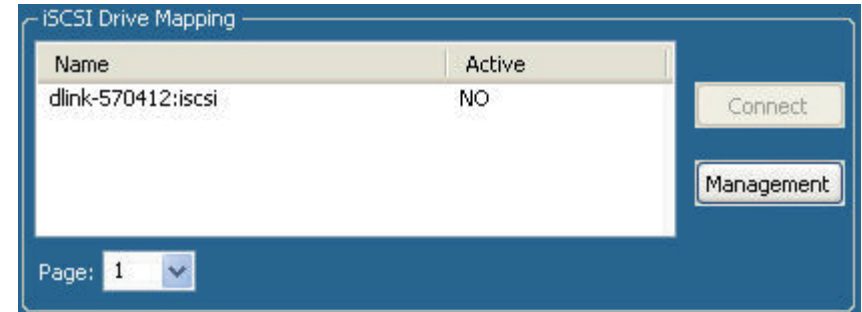 iSCSI Drive Mapping
Name Active
dlink-570412:iscsi NO
Connect
Management
Page: 1